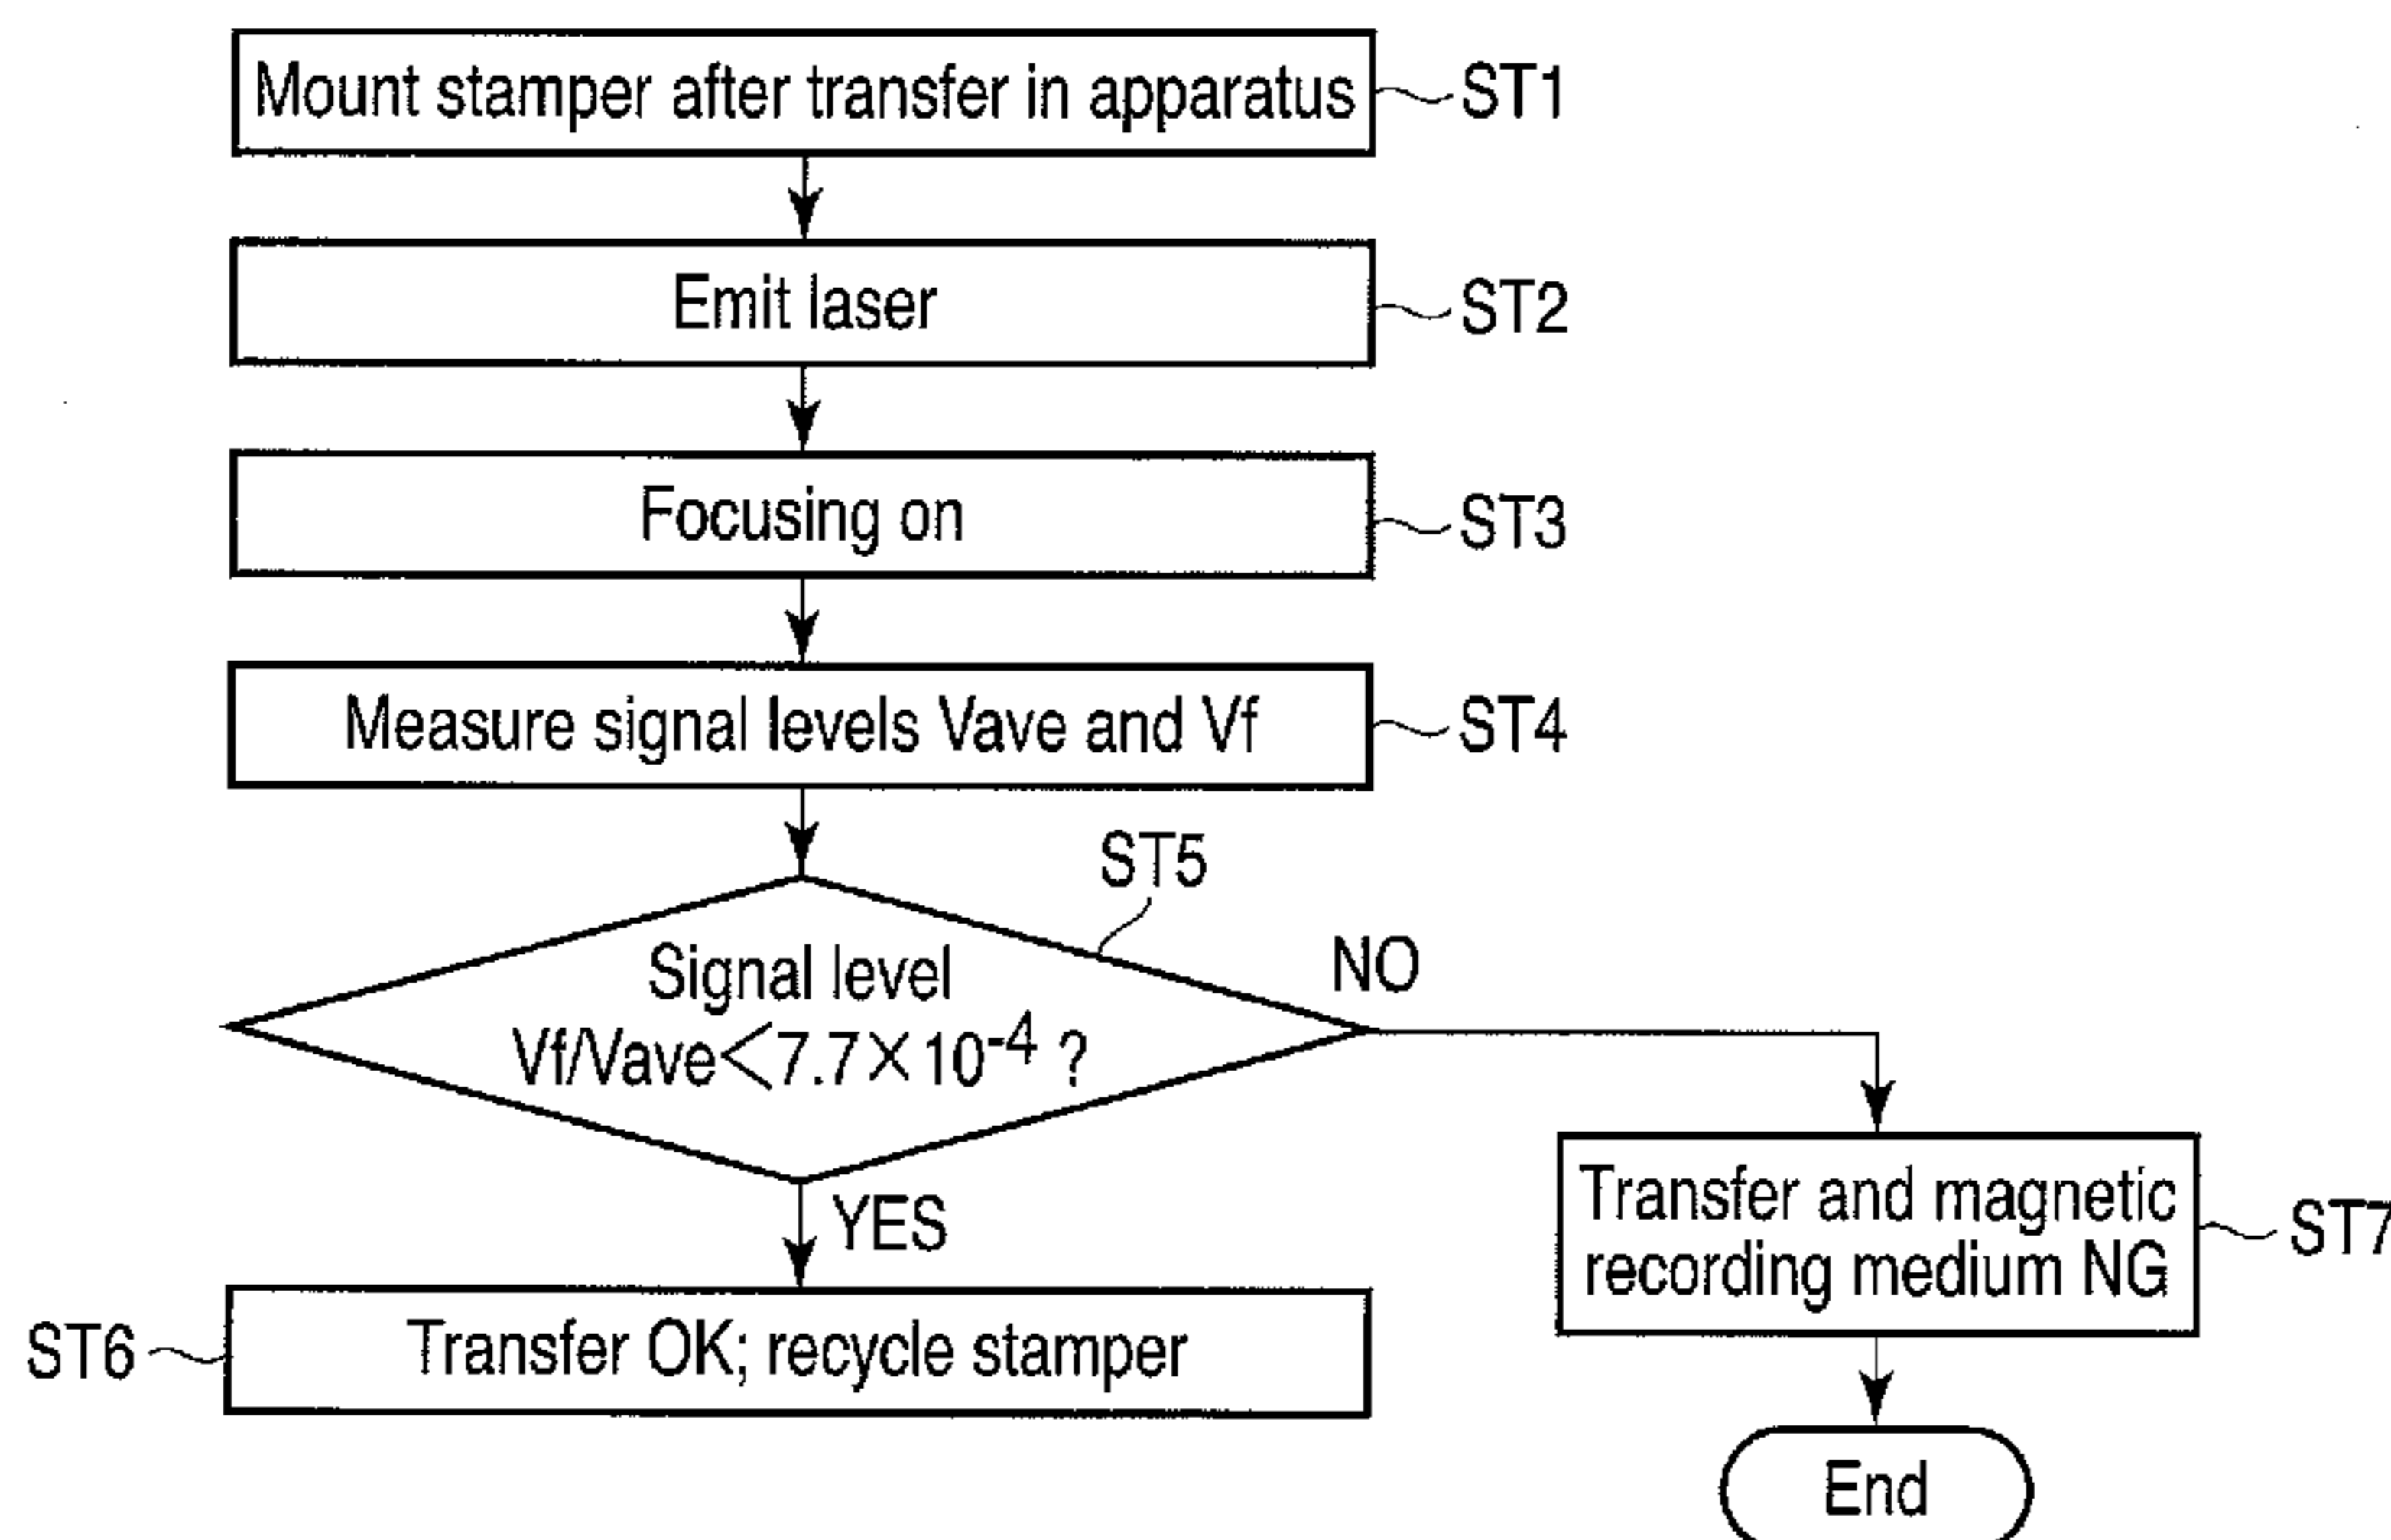 Mount stamper after transfer in apparatus
ST1
Emit laser
ST2
Focusing on
ST3
Measure signal levels Vave and Vf
ST4
ST5
Signal level
Vf/Vave<7.7×10⁻⁴ ?
NO
YES
Transfer and magnetic
recording medium NG
ST7
ST6
Transfer OK; recycle stamper
End